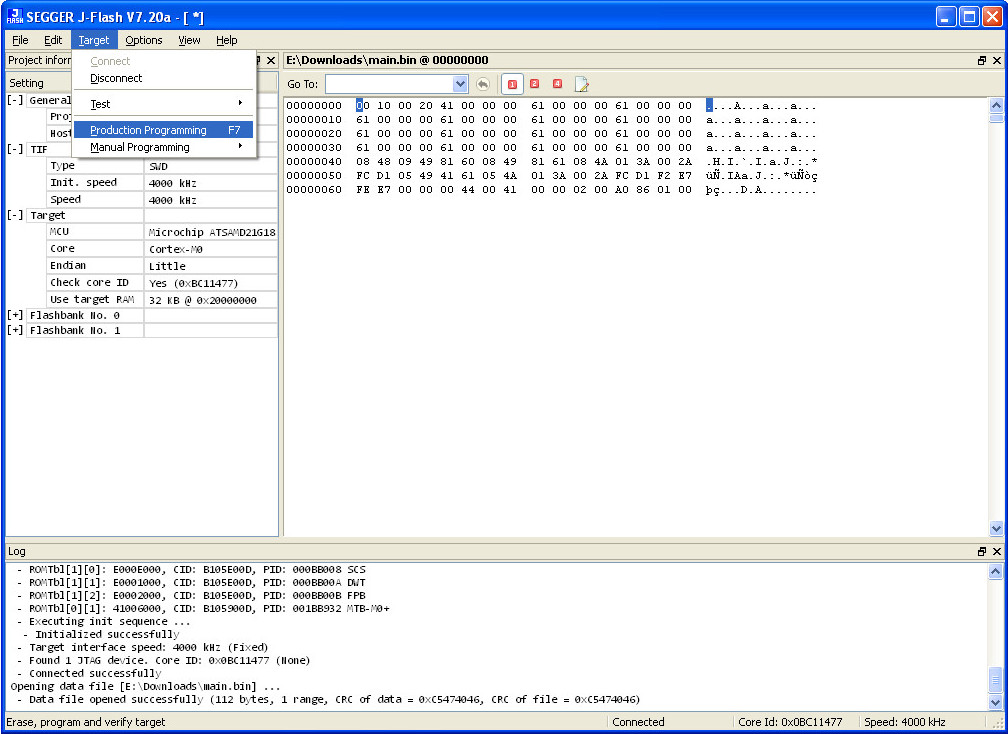 SEGGER J-Flash V7.20a - [ *]
File Edit Target Options View Help
Project inforr
E:\Downloads\main.bin @ 00000000
Connect
Disconnect
Test
Production Programming F7
Manual Programming
Setting
[-] General
Proj
Host
[-] TIF
Type SWD
Init. speed 4000 kHz
Speed 4000 kHz
[-] Target
MCU Microchip ATSAMD21G18
Core Cortex-M0
Endian Little
Check core ID Yes (0xBC11477)
Use target RAM 32 KB @ 0x20000000
[+] Flashbank No. 0
[+] Flashbank No. 1
Go To: 1 2 4
00000000 00 10 00 20 41 00 00 00 61 00 00 00 61 00 00 00 ... A...a...a...
00000010 61 00 00 00 61 00 00 00 61 00 00 00 61 00 00 00 a...a...a...a...
00000020 61 00 00 00 61 00 00 00 61 00 00 00 61 00 00 00 a...a...a...a...
00000030 61 00 00 00 61 00 00 00 61 00 00 00 61 00 00 00 a...a...a...a...
00000040 08 48 09 49 81 60 08 49 81 61 08 4A 01 3A 00 2A .H.I.`.I.a.J.:.*
00000050 FC D1 05 49 41 61 05 4A 01 3A 00 2A FC D1 F2 E7 üÑ.IAa.J.:.*üÑòç
00000060 FE E7 00 00 00 44 00 41 00 00 02 00 A0 86 01 00 þç...D.A........
Log
- ROMTbl[1][0]: E000E000, CID: B105E00D, PID: 000BB008 SCS
- ROMTbl[1][1]: E0001000, CID: B105E00D, PID: 000BB00A DWT
- ROMTbl[1][2]: E0002000, CID: B105E00D, PID: 000BB00B FPB
- ROMTbl[0][1]: 41006000, CID: B105900D, PID: 001BB932 MTB-M0+
- Executing init sequence ...
- Initialized successfully
- Target interface speed: 4000 kHz (Fixed)
- Found 1 JTAG device. Core ID: 0x0BC11477 (None)
- Connected successfully
Opening data file [E:\Downloads\main.bin] ...
- Data file opened successfully (112 bytes, 1 range, CRC of data = 0xC5474046, CRC of file = 0xC5474046)
Erase, program and verify target Connected Core Id: 0x0BC11477 Speed: 4000 kHz